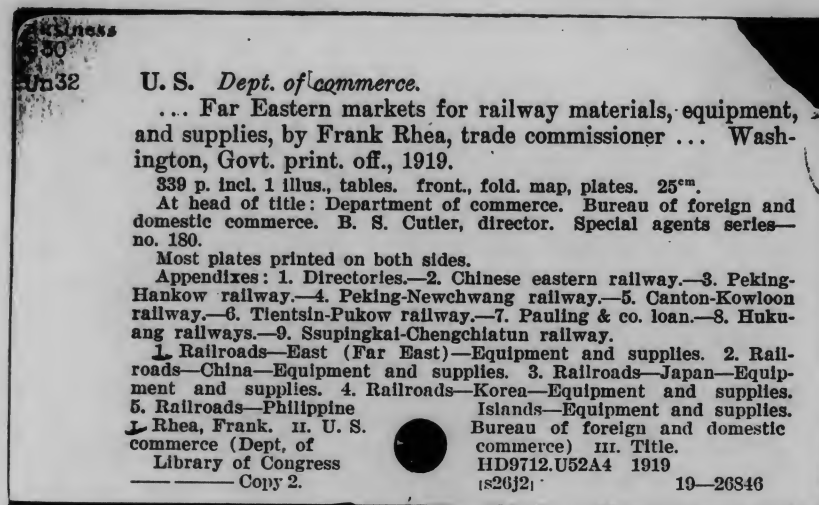 Business
530
Un32
U. S. Dept. of commerce.
... Far Eastern markets for railway materials, equipment,
and supplies, by Frank Rhea, trade commissioner ... Wash-
ington, Govt. print. off., 1919.
339 p. incl. 1 illus., tables. front., fold. map, plates. 25cm.
At head of title: Department of commerce. Bureau of foreign and
domestic commerce. B. S. Cutler, director. Special agents series—
no. 180.
Most plates printed on both sides.
Appendixes: 1. Directories.—2. Chinese eastern railway.—3. Peking-
Hankow railway.—4. Peking-Newchwang railway.—5. Canton-Kowloon
railway.—6. Tientsin-Pukow railway.—7. Pauling & co. loan.—8. Huku-
ang railways.—9. Ssupingkai-Chengchiatun railway.
1. Railroads—East (Far East)—Equipment and supplies. 2. Rail-
roads—China—Equipment and supplies. 3. Railroads—Japan—Equip-
ment and supplies. 4. Railroads—Korea—Equipment and supplies.
5. Railroads—Philippine Islands—Equipment and supplies.
I. Rhea, Frank. II. U. S. Bureau of foreign and domestic
commerce (Dept. of commerce) III. Title.
Library of Congress HD9712.U52A4 1919
——— Copy 2. [s26j2] 19—26846